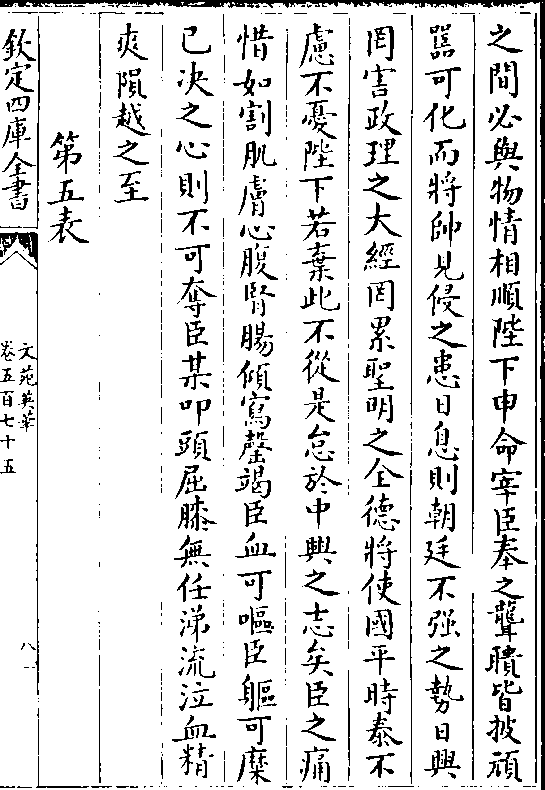 之間必與物情相順陛下申命宰臣奉之聾聵皆披頑
嚚可化而將帥見侵之患日息則朝廷不强之勢日興
罔害政理之大經罔累聖明之全德將使國平時泰不
慮不憂陛下若棄此不從是怠於中興之志矣臣之痛
惜如割肌膚心腹腎腸傾寫罄竭臣血可嘔臣軀可糜
已决之心則不可奪臣某叩頭屈膝無任涕流泣血精
爽隕越之至
第五表
欽定四庫全書
文苑英華
卷五百七十五
八